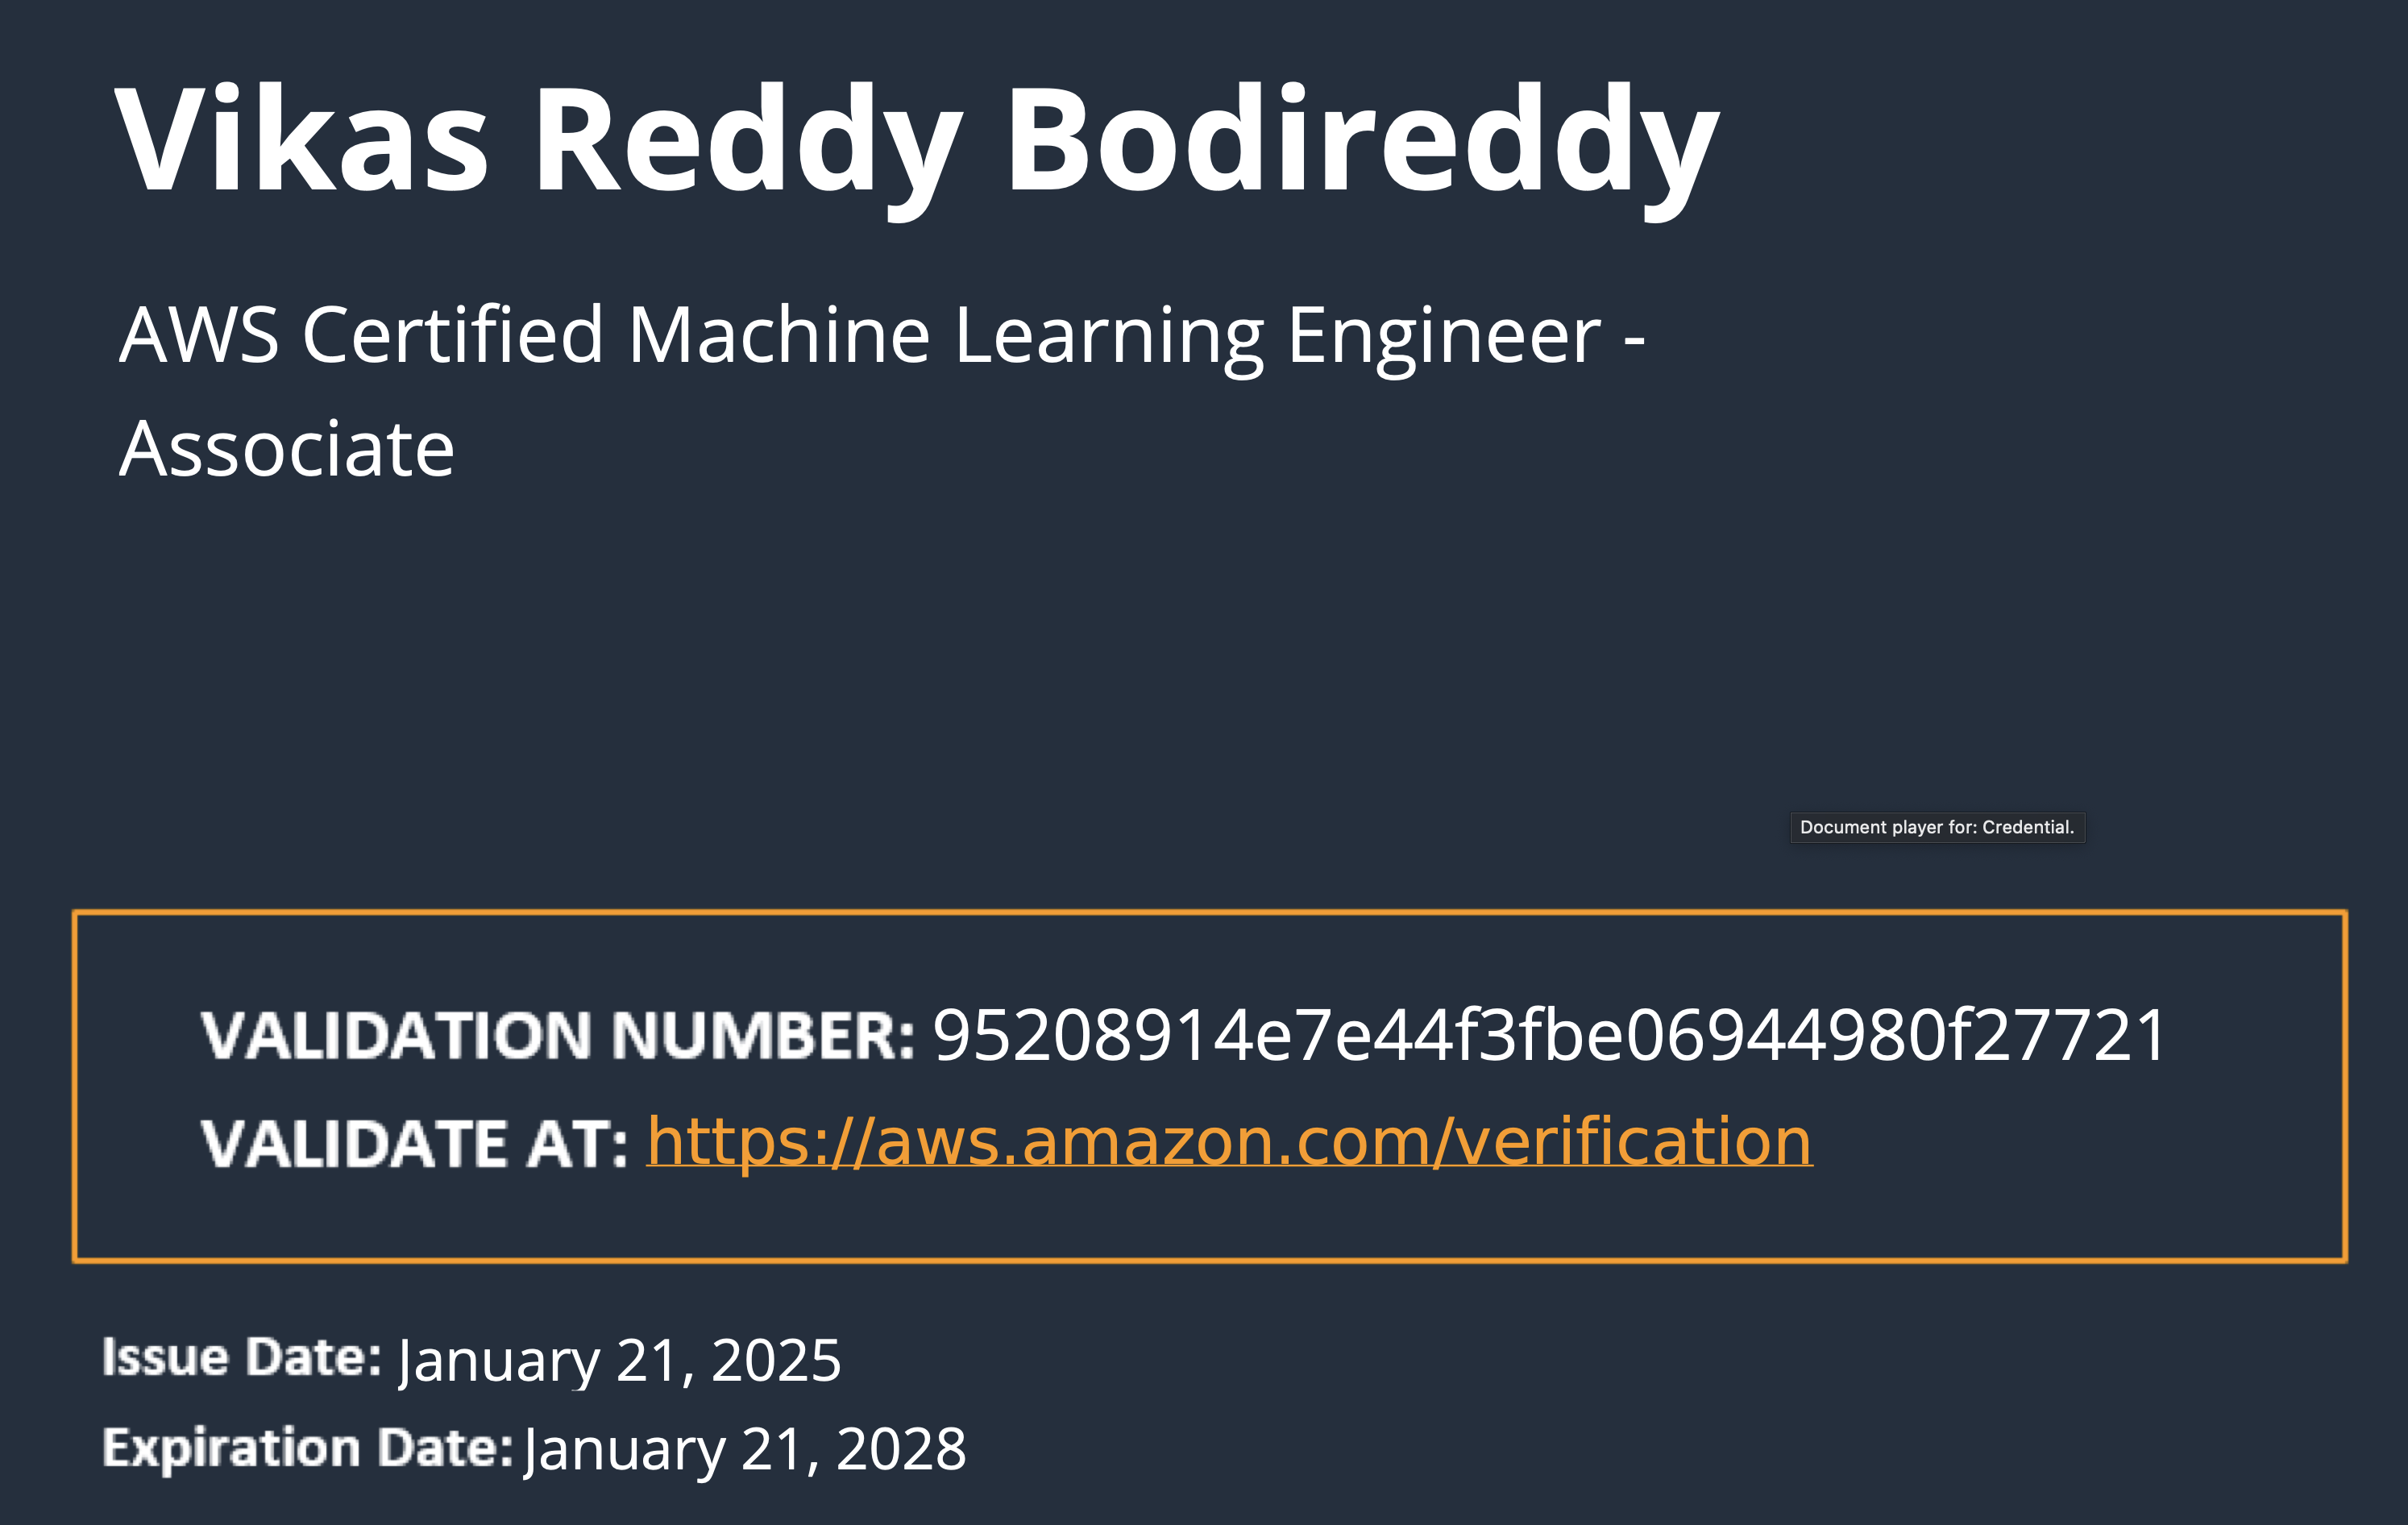 Vikas Reddy Bodireddy
AWS Certified Machine Learning Engineer -
Associate
Document player for: Credential.
VALIDATION NUMBER: 95208914e7e44f3fbe06944980f27721
VALIDATE AT: https://aws.amazon.com/verification
Issue Date: January 21, 2025
Expiration Date: January 21, 2028